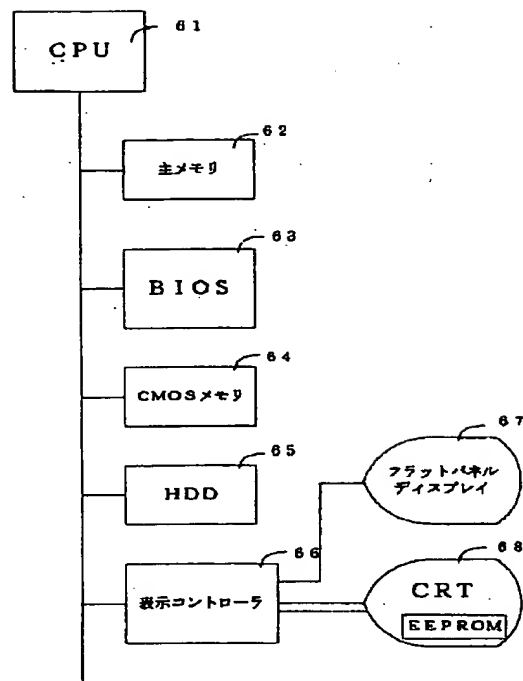 61
CPU
62
主メモリ
63
BIOS
64
CMOSメモリ
65
HDD
66
表示コントローラ
67
フラットパネル
ディスプレイ
68
CRT
EEPROM